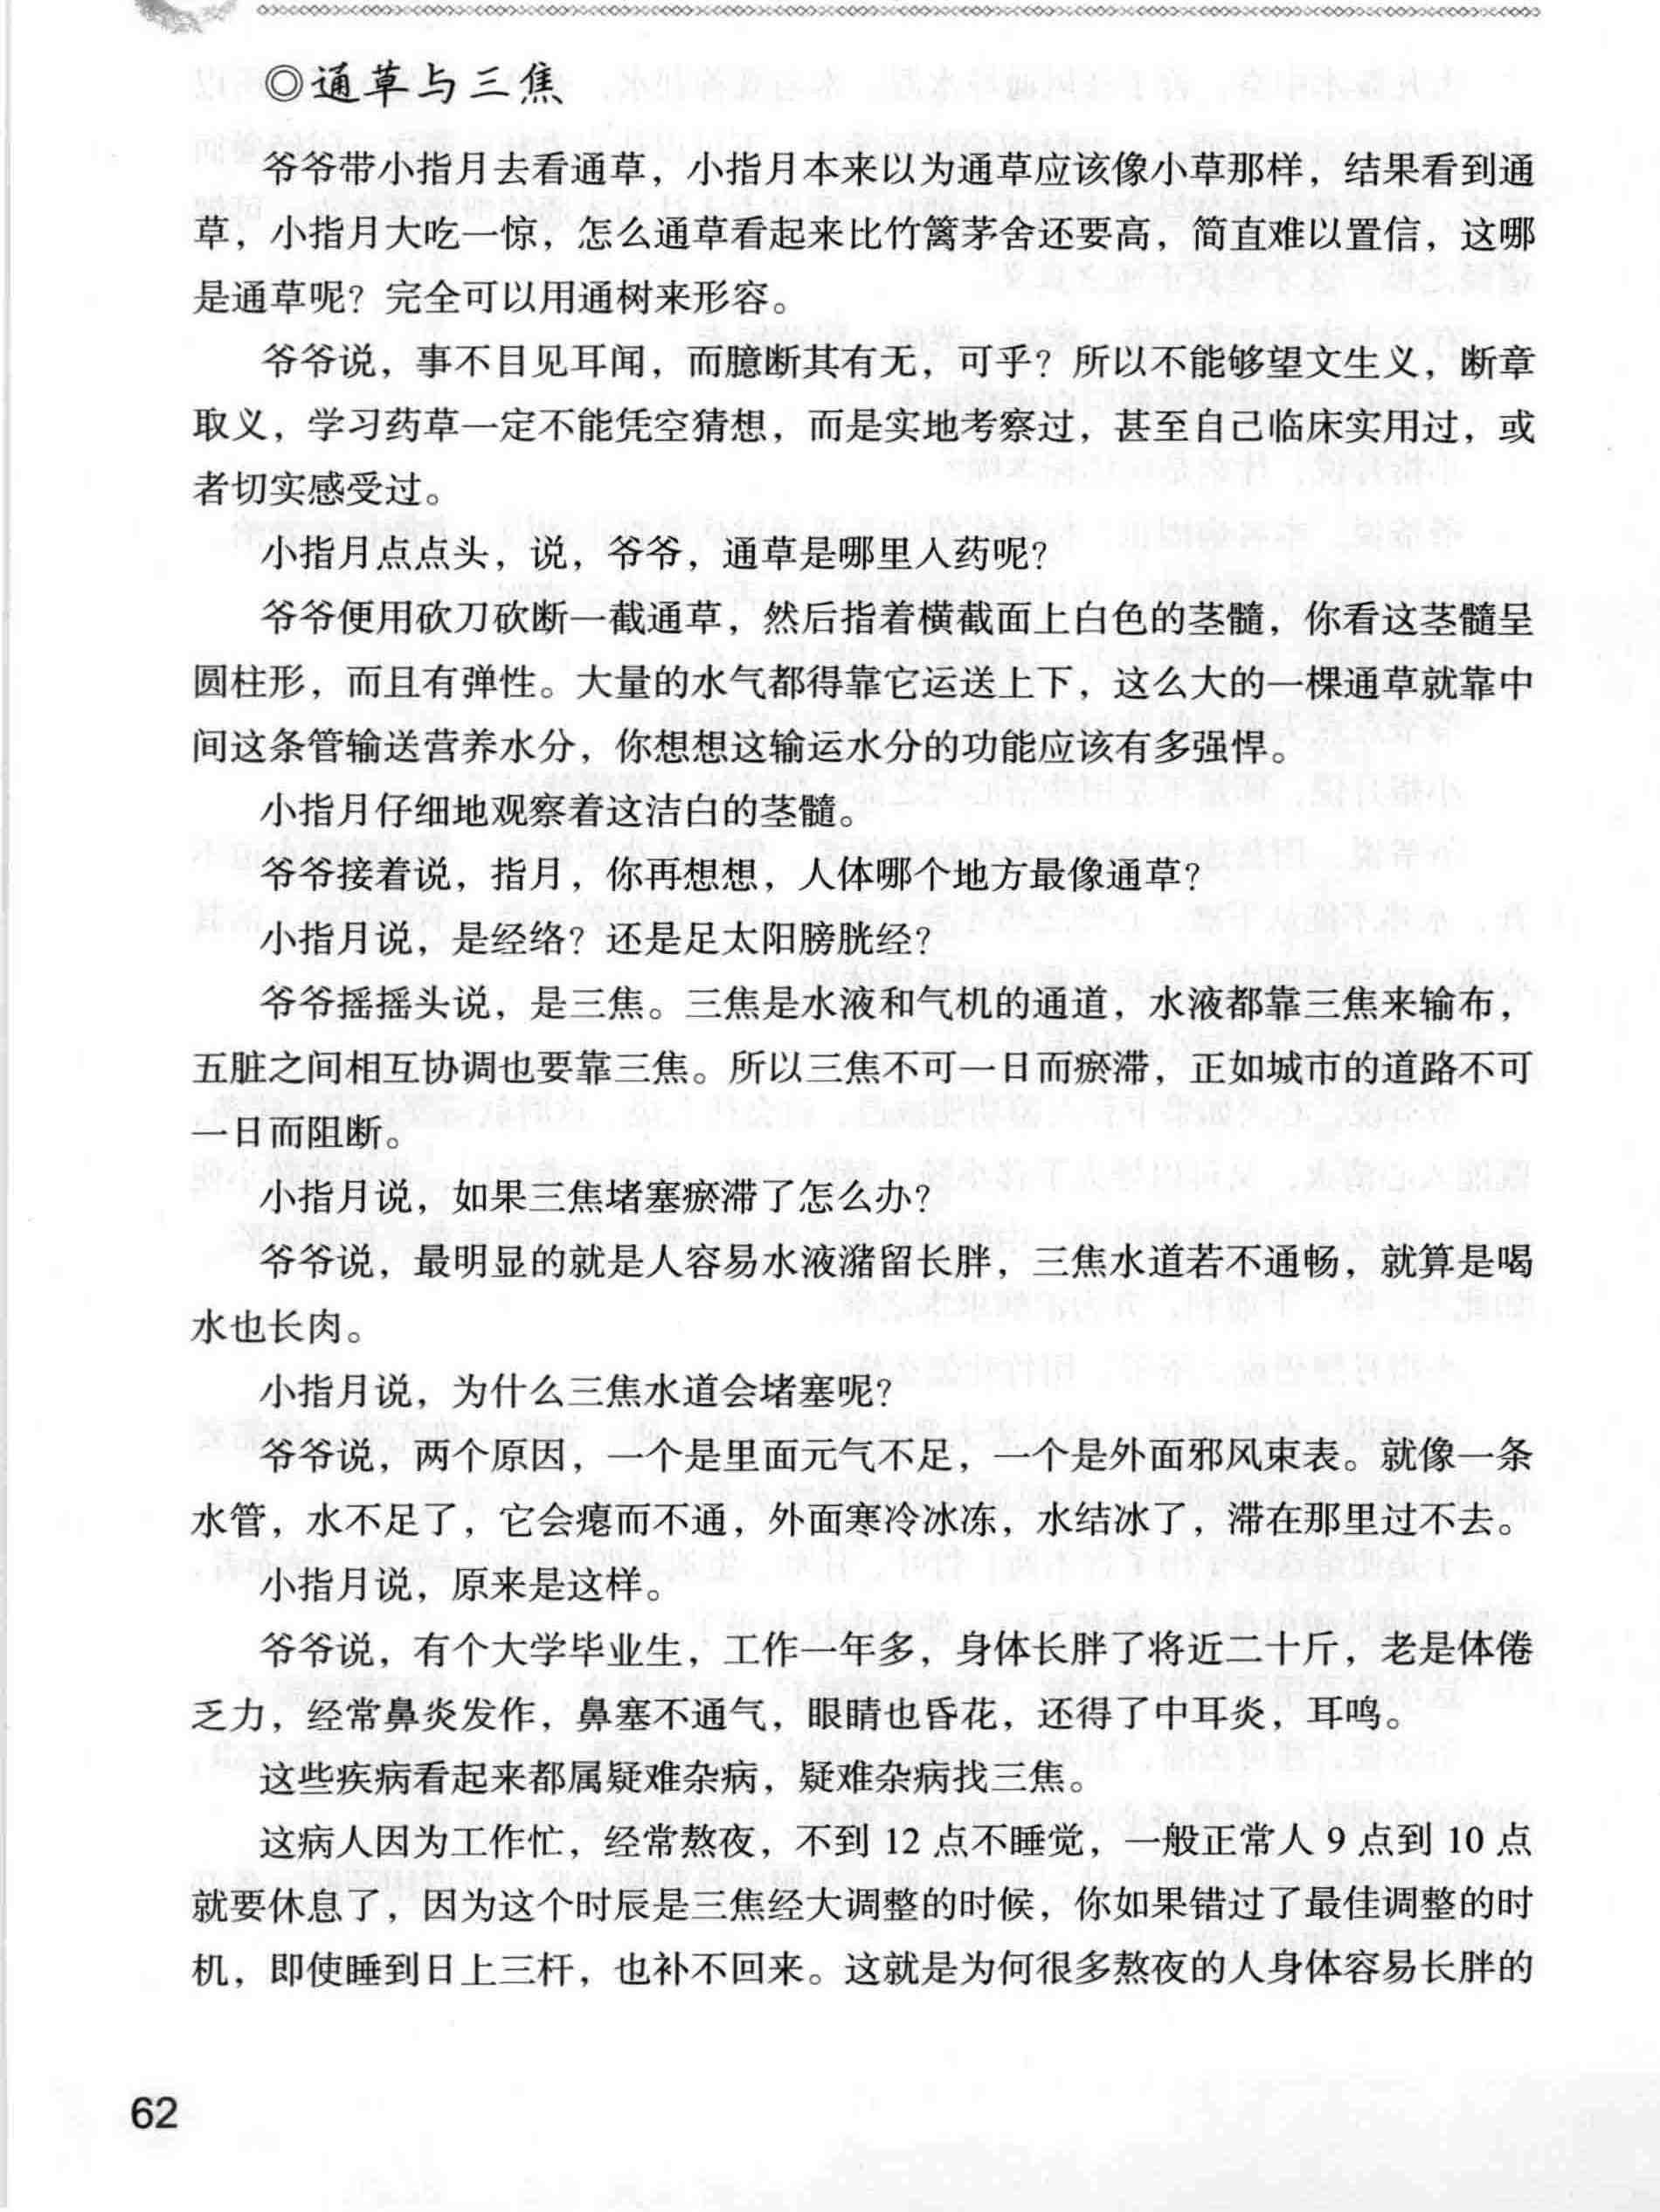 ◎通草与三焦
爷爷带小指月去看通草，小指月本来以为通草应该像小草那样，结果看到通
草，小指月大吃一惊，怎么通草看起来比竹篱茅舍还要高，简直难以置信，这哪
是通草呢？完全可以用通树来形容。
爷爷说，事不目见耳闻，而臆断其有无，可乎？所以不能够望文生义，断章
取义，学习药草一定不能凭空猜想，而是实地考察过，甚至自己临床实用过，或
者切实感受过。
小指月点点头，说，爷爷，通草是哪里入药呢？
爷爷便用砍刀砍断一截通草，然后指着横截面上白色的茎髓，你看这茎髓呈
圆柱形，而且有弹性。大量的水气都得靠它运送上下，这么大的一棵通草就靠中
间这条管输送营养水分，你想想这输运水分的功能应该有多强悍。
小指月仔细地观察着这洁白的茎髓。
爷爷接着说，指月，你再想想，人体哪个地方最像通草？
小指月说，是经络？还是足太阳膀胱经？
爷爷摇摇头说，是三焦。三焦是水液和气机的通道，水液都靠三焦来输布，
五脏之间相互协调也要靠三焦。所以三焦不可一日而瘀滞，正如城市的道路不可
一日而阻断。
小指月说，如果三焦堵塞瘀滞了怎么办？
爷爷说，最明显的就是人容易水液潴留长胖，三焦水道若不通畅，就算是喝
水也长肉。
小指月说，为什么三焦水道会堵塞呢？
爷爷说，两个原因，一个是里面元气不足，一个是外面邪风束表。就像一条
水管，水不足了，它会瘪而不通，外面寒冷冰冻，水结冰了，滞在那里过不去。
小指月说，原来是这样。
爷爷说，有个大学毕业生，工作一年多，身体长胖了将近二十斤，老是体倦
乏力，经常鼻炎发作，鼻塞不通气，眼睛也昏花，还得了中耳炎，耳鸣。
这些疾病看起来都属疑难杂病，疑难杂病找三焦。
这病人因为工作忙，经常熬夜，不到 12 点不睡觉，一般正常人 9 点到 10 点
就要休息了，因为这个时辰是三焦经大调整的时候，你如果错过了最佳调整的时
机，即使睡到日上三杆，也补不回来。这就是为何很多熬夜的人身体容易长胖的
62